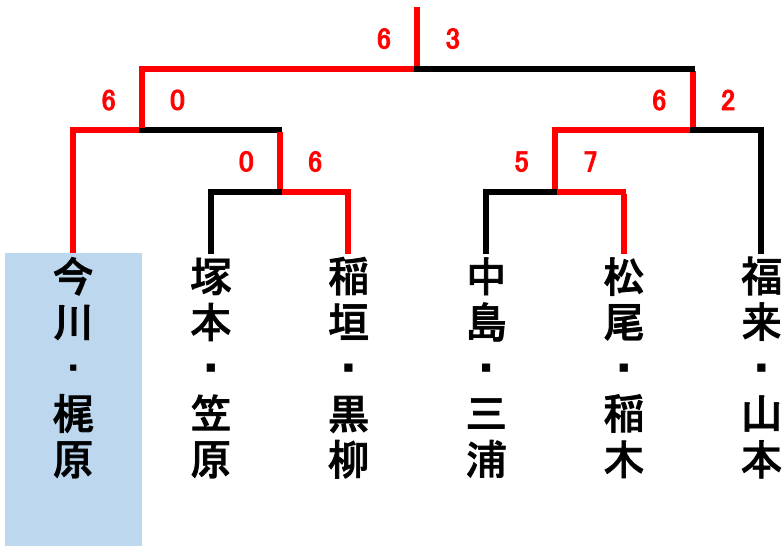 6 3
6 0
6 2
0 6
5 7
今川・梶原
塚本・笠原
稲垣・黒柳
中島・三浦
松尾・稲木
福来・山本